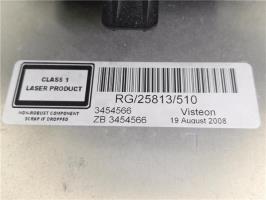 CLASS 1
LASER PRODUCT
NON-ROBUST COMPONENT
SCRAP IF DROPPED
RG/25813/510
3454566 Visteon
ZB 3454566 19 August 2008